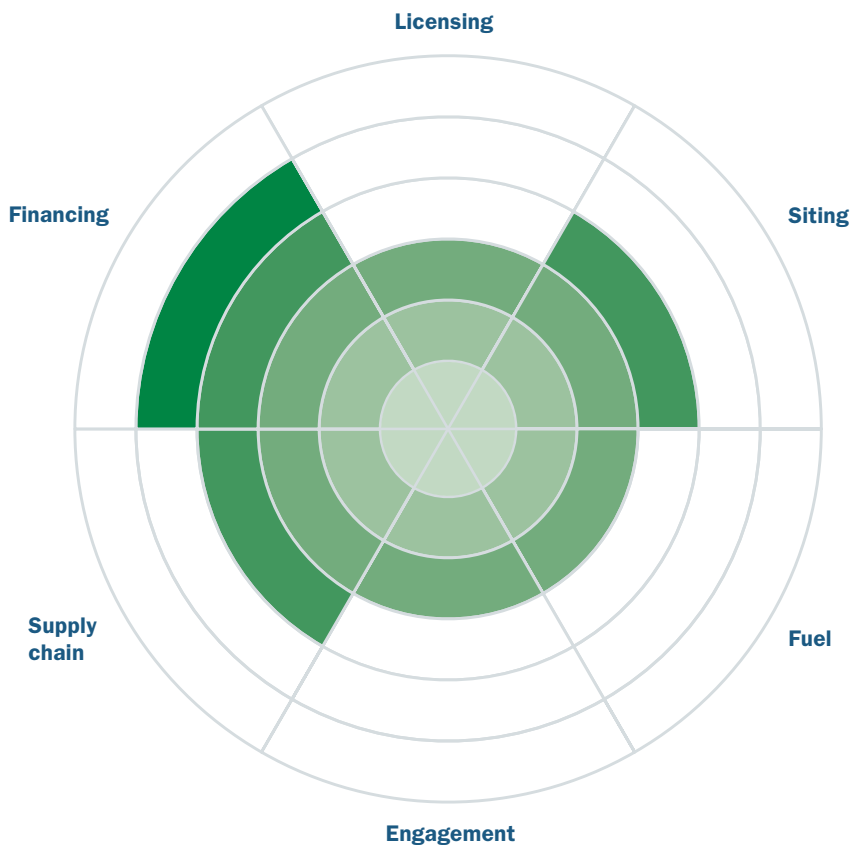 Licensing
Financing
Siting
Supply
chain
Fuel
Engagement